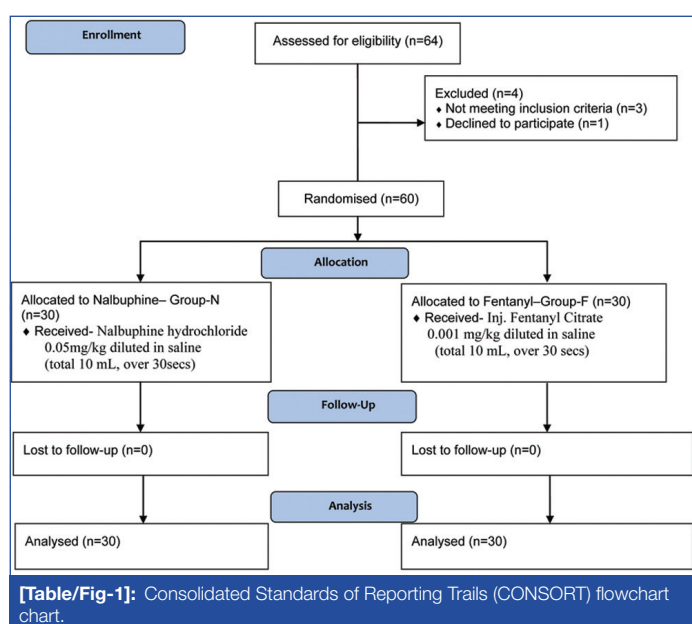 Enrollment
Assessed for eligibility (n=64)
Excluded (n=4)
♦ Not meeting inclusion criteria (n=3)
♦ Declined to participate (n=1)
Randomised (n=60)
Allocation
Allocated to Nalbuphine– Group-N
(n=30)
♦ Received- Nalbuphine hydrochloride
0.05mg/kg diluted in saline
(total 10 mL, over 30secs)
Allocated to Fentanyl–Group-F (n=30)
♦ Received- Inj. Fentanyl Citrate
0.001 mg/kg diluted in saline
(total 10 mL, over 30 secs)
Follow-Up
Lost to follow-up (n=0)
Lost to follow-up (n=0)
Analysis
Analysed (n=30)
Analysed (n=30)
[Table/Fig-1]: Consolidated Standards of Reporting Trails (CONSORT) flowchart
chart.